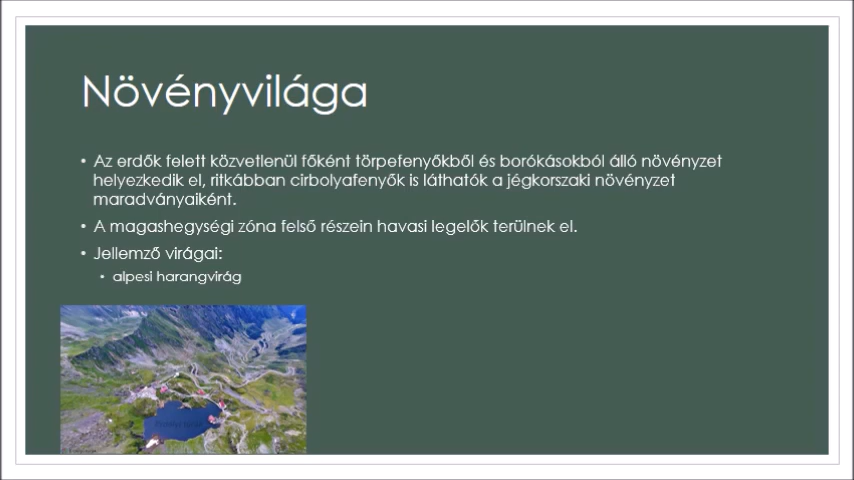 Növényvilága
• Az erdők felett közvetlenül főként törpefenyőkből és borókásokból álló növényzet
helyezkedik el, ritkábban cirbolyafenyők is láthatók a jégkorszaki növényzet
maradványaiként.
• A magashegységi zóna felső részein havasi legelők terülnek el.
• Jellemző virágai:
• alpesi harangvirág